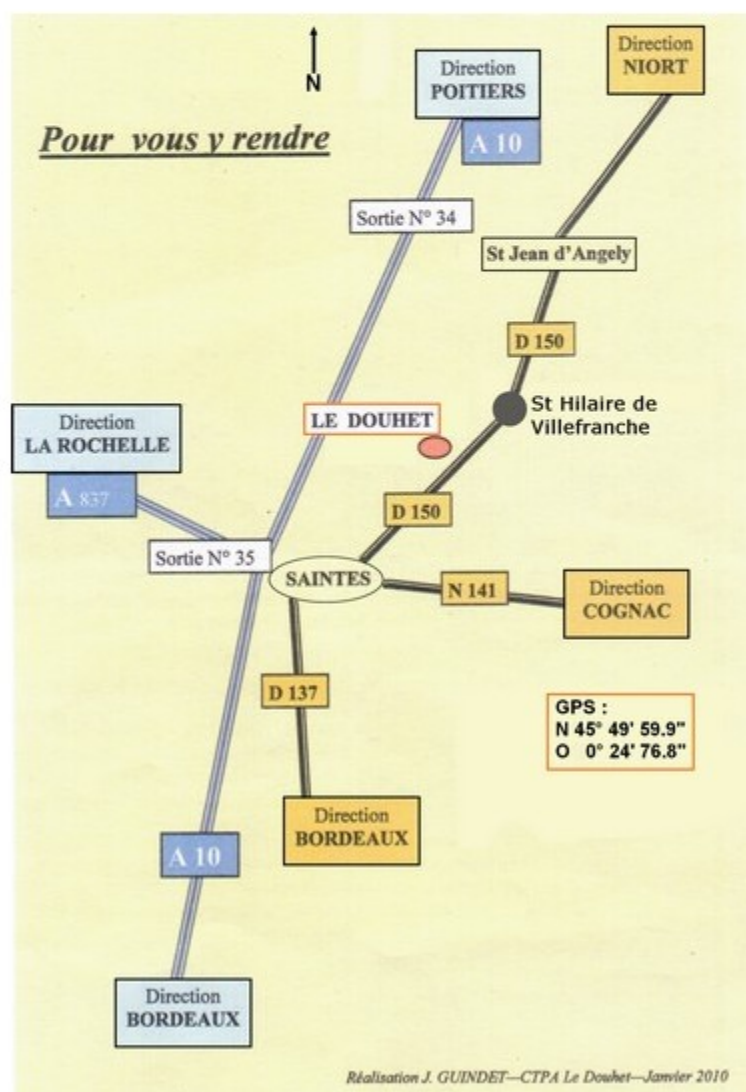 Direction
NIORT
Direction
POITIERS
N
A 10
Pour vous y rendre
Sortie N° 34
St Jean d'Angely
D 150
LE DOUHET
St Hilaire de
Villefranche
Direction
LA ROCHELLE
A 837
D 150
Sortie N° 35
SAINTES
N 141
Direction
COGNAC
D 137
GPS :
N 45° 49' 59.9"
O 0° 24' 76.8"
Direction
BORDEAUX
A 10
Direction
BORDEAUX
Réalisation J. GUINDET—CTPA Le Douhet—Janvier 2010